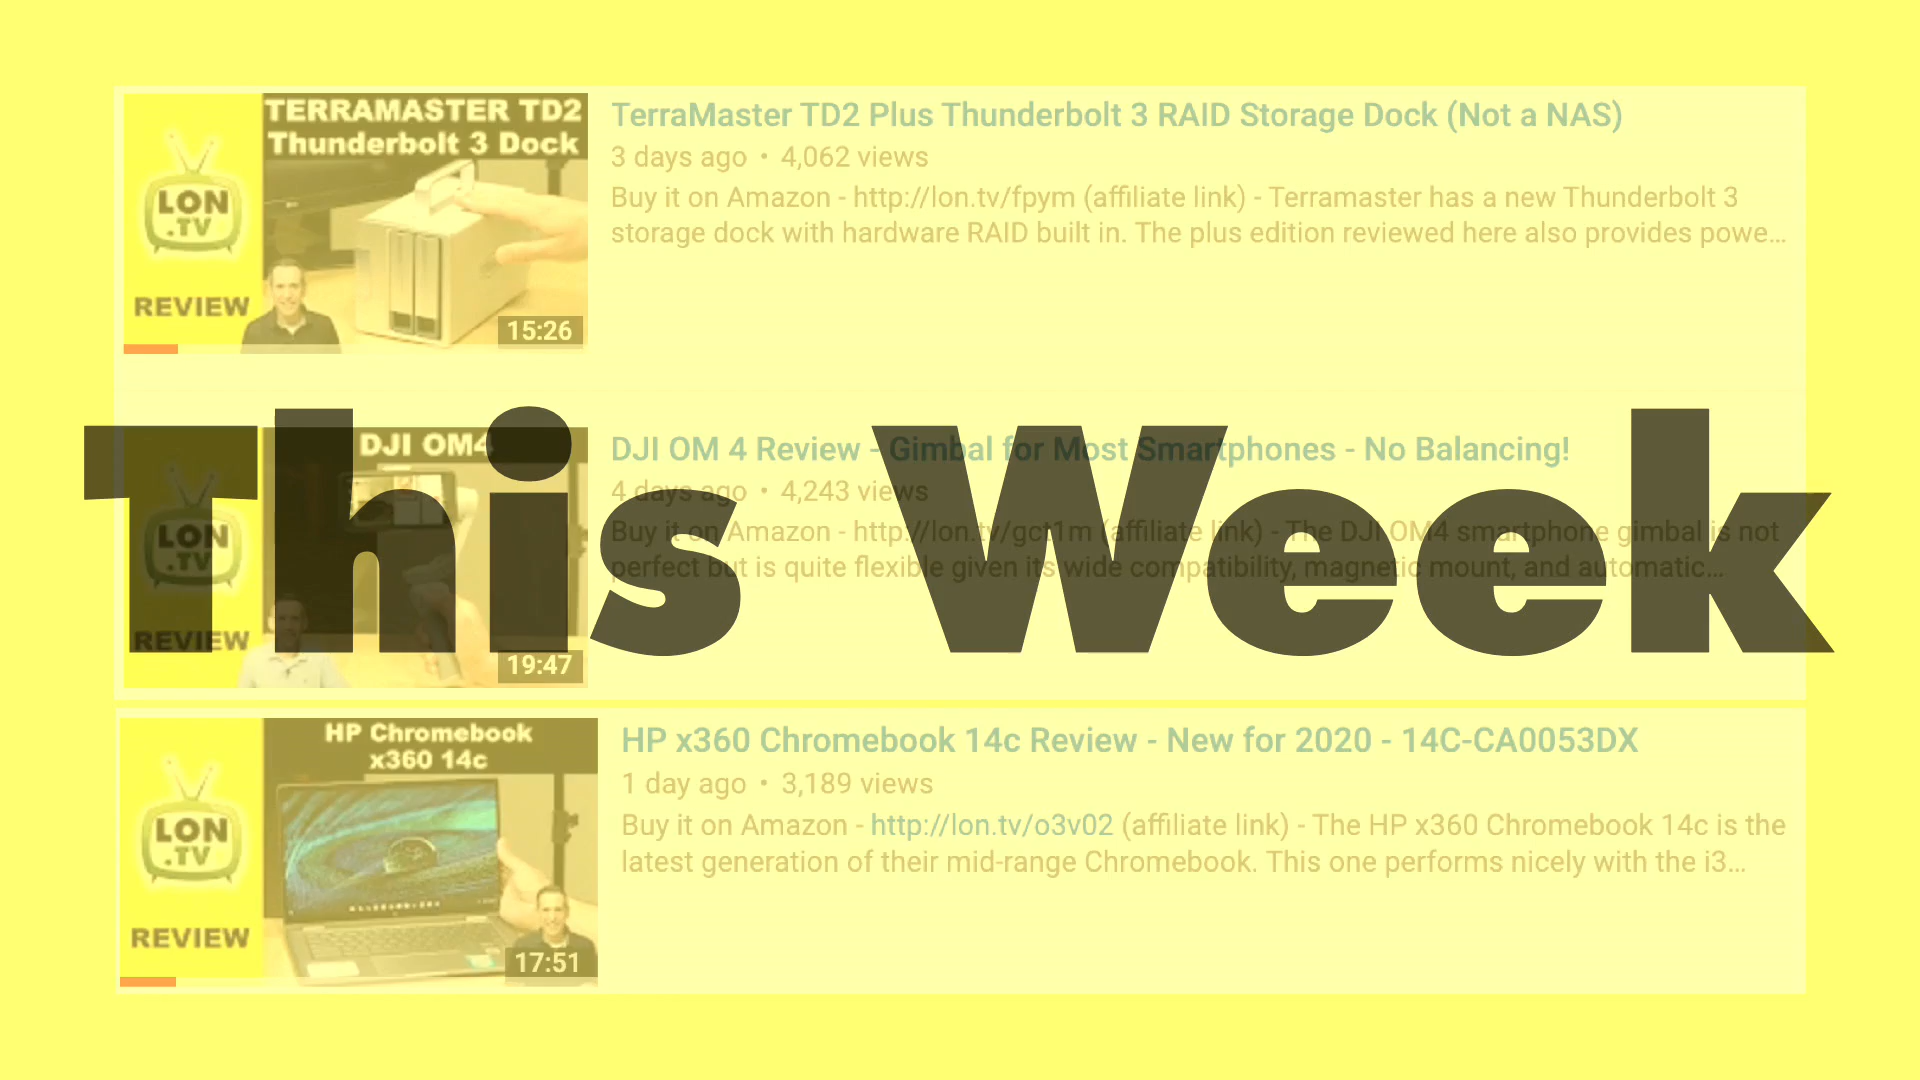 TERRAMASTER TD2
Thunderbolt 3 Dock
LON
.TV
REVIEW
15:26
TerraMaster TD2 Plus Thunderbolt 3 RAID Storage Dock (Not a NAS)
3 days ago • 4,062 views
Buy it on Amazon - http://lon.tv/fpym (affiliate link) - Terramaster has a new Thunderbolt 3
storage dock with hardware RAID built in. The plus edition reviewed here also provides powe...
This Week
DJI OM4
LON
.TV
REVIEW
19:47
DJI OM 4 Review - Gimbal for Most Smartphones - No Balancing!
4 days ago • 4,243 views
Buy it on Amazon - (affiliate link) - The DJI OM4 smartphone gimbal is not
perfect but is quite flexible given its wide compatibility, magnetic mount, and automatic...
HP Chromebook
x360 14c
LON
.TV
REVIEW
17:51
HP x360 Chromebook 14c Review - New for 2020 - 14C-CA0053DX
1 day ago • 3,189 views
Buy it on Amazon - http://lon.tv/o3v02 (affiliate link) - The HP x360 Chromebook 14c is the
latest generation of their mid-range Chromebook. This one performs nicely with the i3...